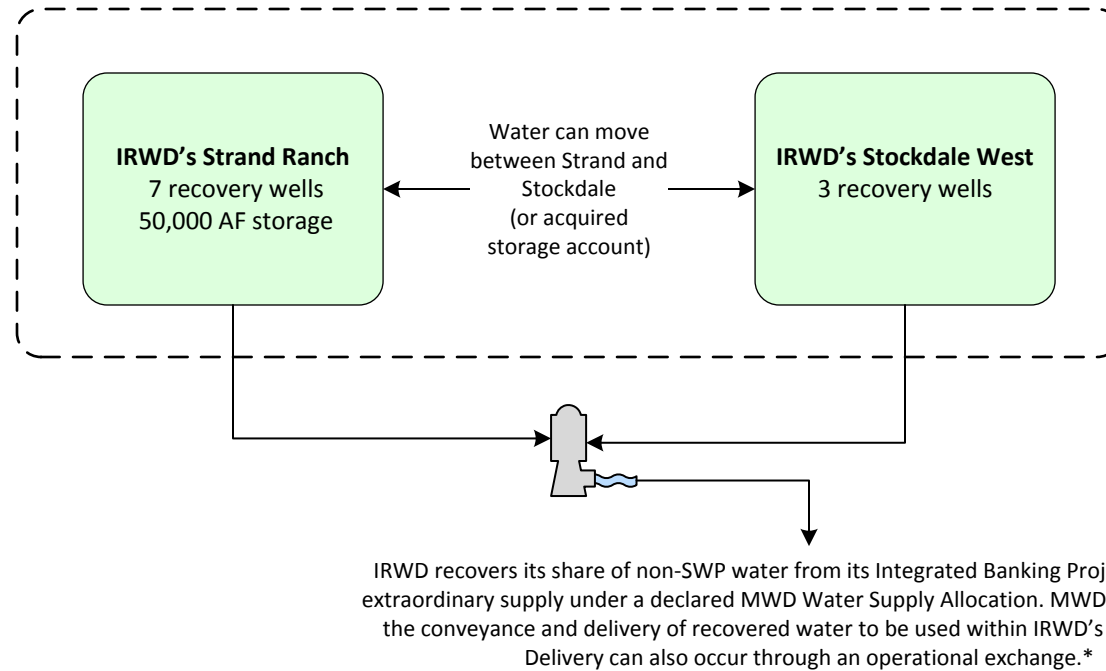 IRWD's Strand Ranch
7 recovery wells
50,000 AF storage
Water can move
between Strand and
Stockdale
(or acquired
storage account)
IRWD's Stockdale West
3 recovery wells
IRWD recovers its share of non-SWP water from its Integrated Banking Proj
extraordinary supply under a declared MWD Water Supply Allocation. MWD
the conveyance and delivery of recovered water to be used within IRWD's
Delivery can also occur through an operational exchange.*